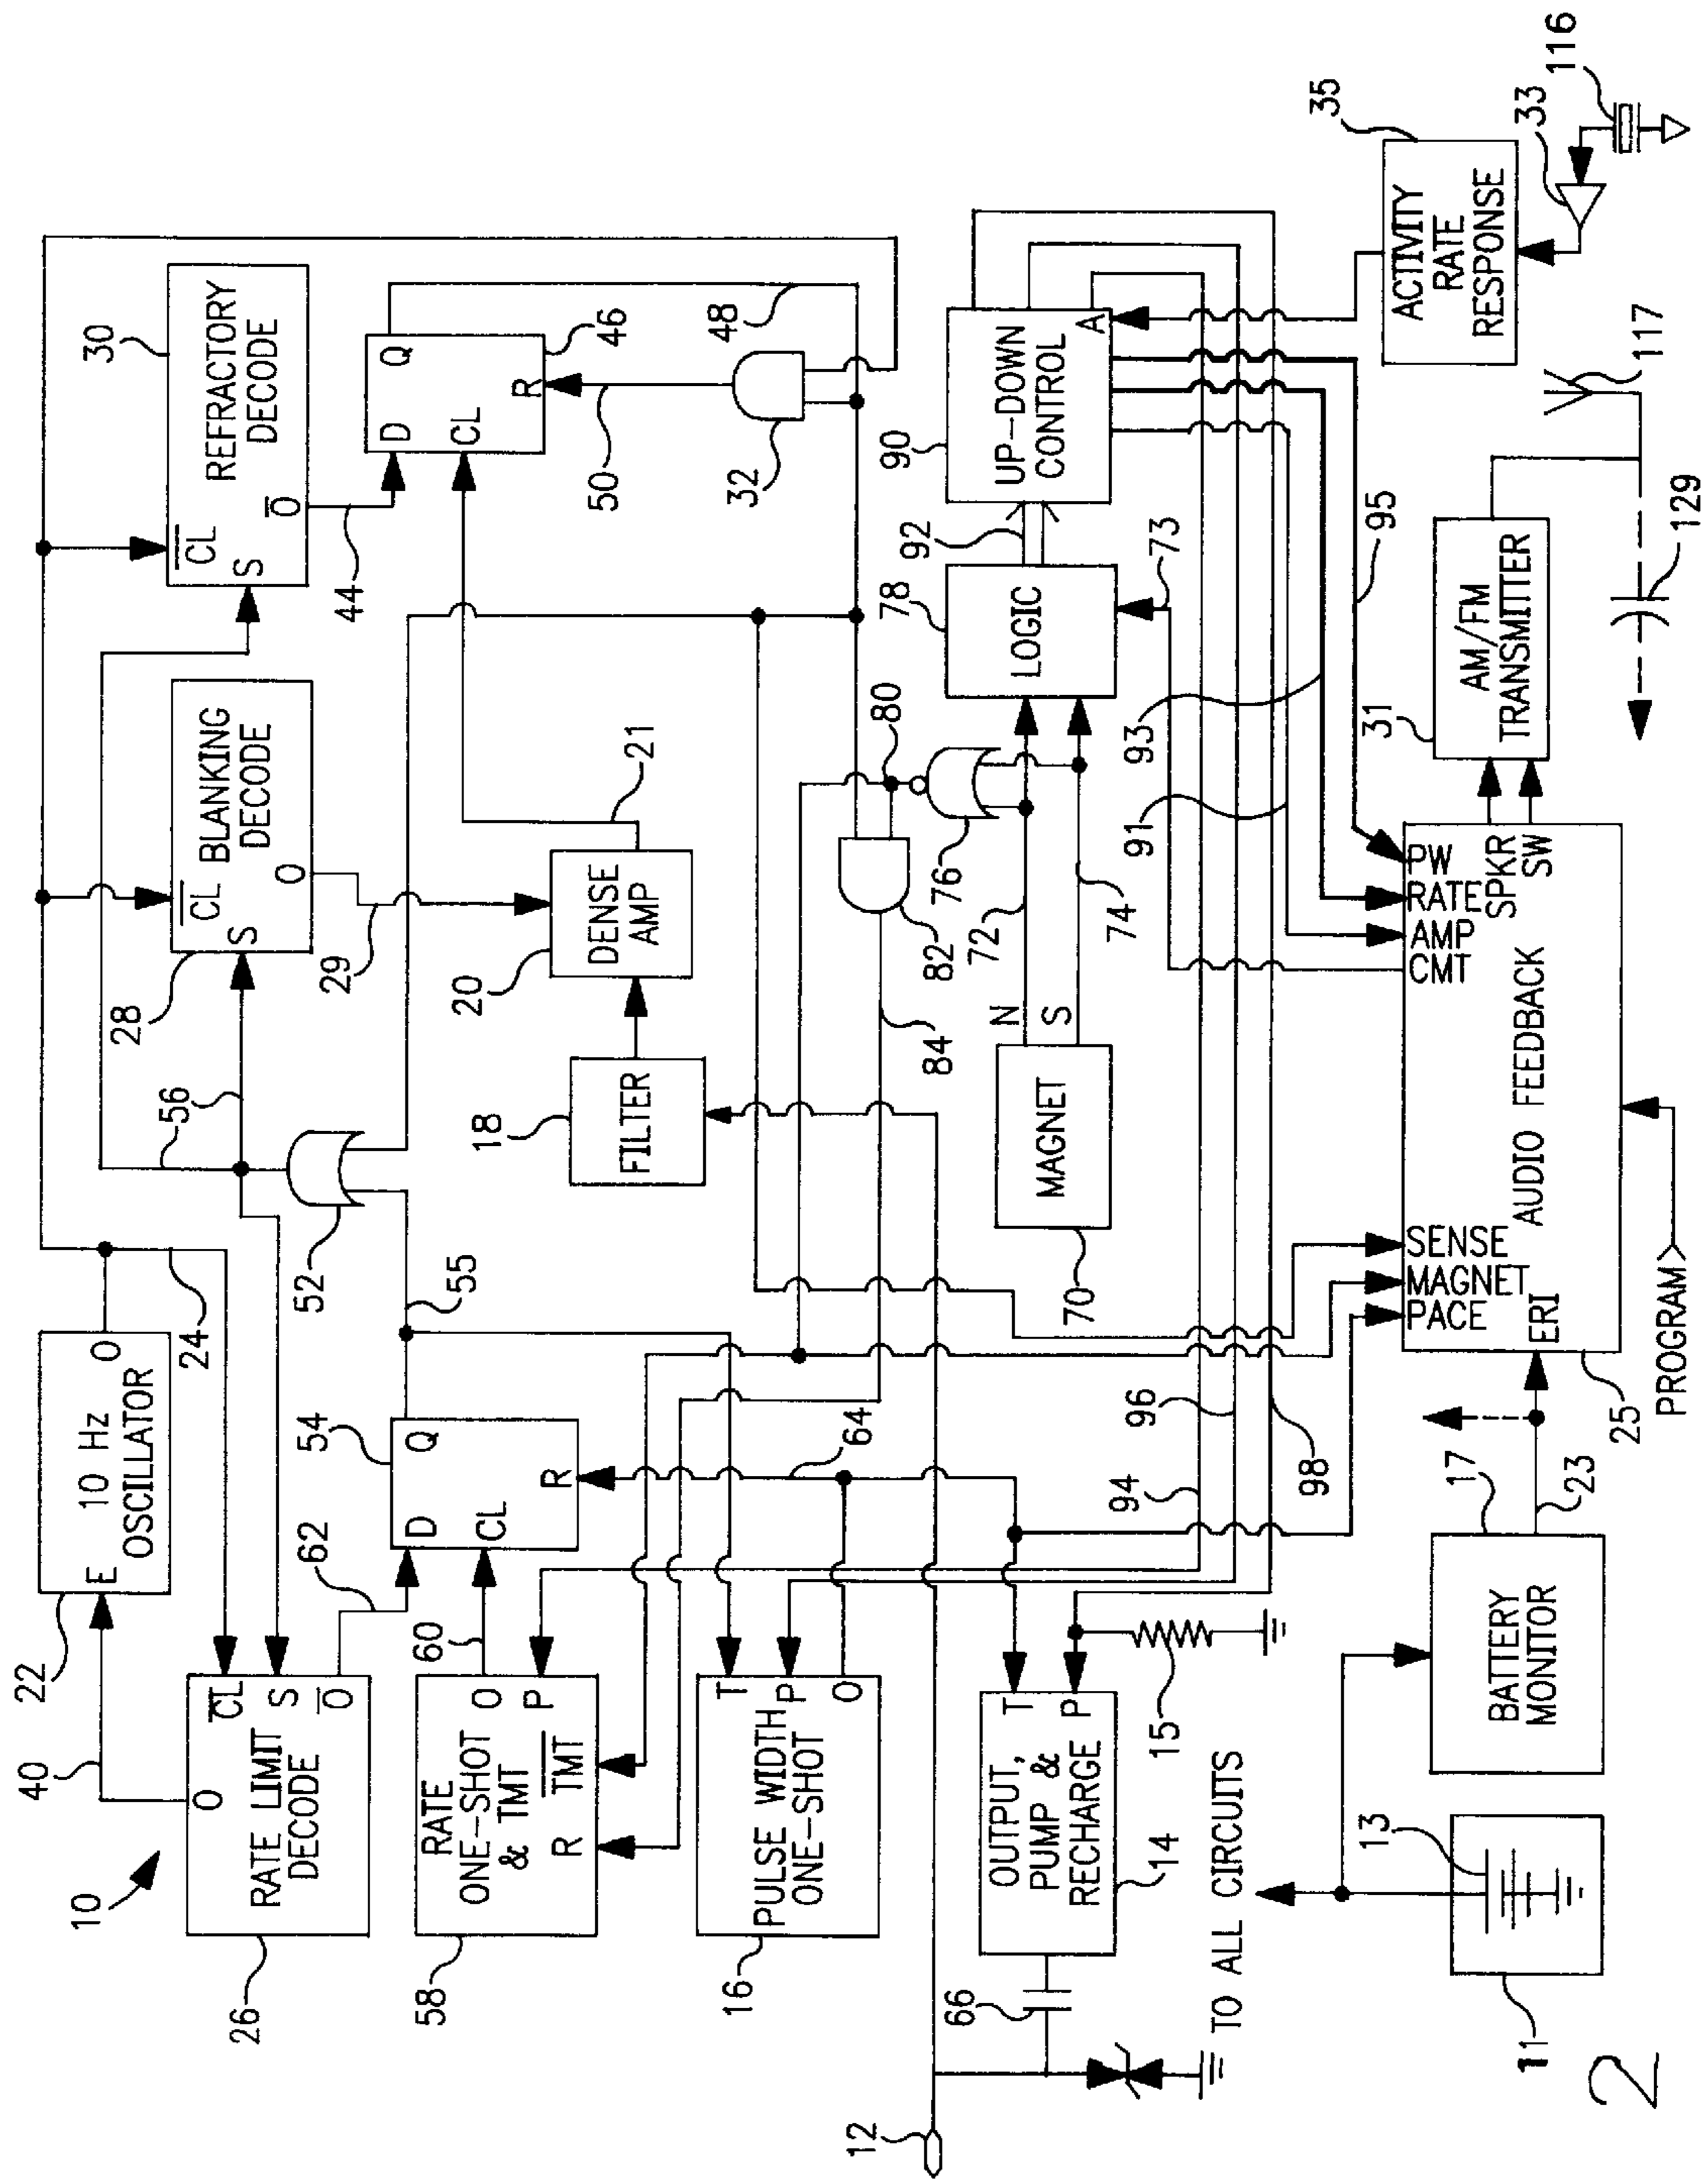 10
40
22
E 10 Hz
OSCILLATOR
O
24
26
O
RATE LIMIT
DECODE
CL
S
O
62
56
28
CL
S
BLANKING
DECODE
O
29
30
CL
S
REFRACTORY
DECODE
O
44
52
55
54
D
Q
CL
R
60
58
RATE
ONE-SHOT
& TMT
O
P
R
TMT
64
16
PULSE WIDTH
ONE-SHOT
T
P
O
18
FILTER
20
DENSE
AMP
21
D
Q
CL
R
46
50
48
32
84
82
80
76
72
74
70
MAGNET
N
S
78
LOGIC
73
92
90
UP-DOWN
CONTROL
A
12
66
14
OUTPUT,
PUMP &
RECHARGE
T
P
15
94
96
98
91
93
95
TO ALL CIRCUITS
11
13
17
BATTERY
MONITOR
23
25
PACE
MAGNET
SENSE
ERI
AUDIO FEEDBACK
CMT
AMP
RATE
PW
SPKR
SW
PROGRAM
31
AM/FM
TRANSMITTER
129
117
35
ACTIVITY
RATE
RESPONSE
33
116
2